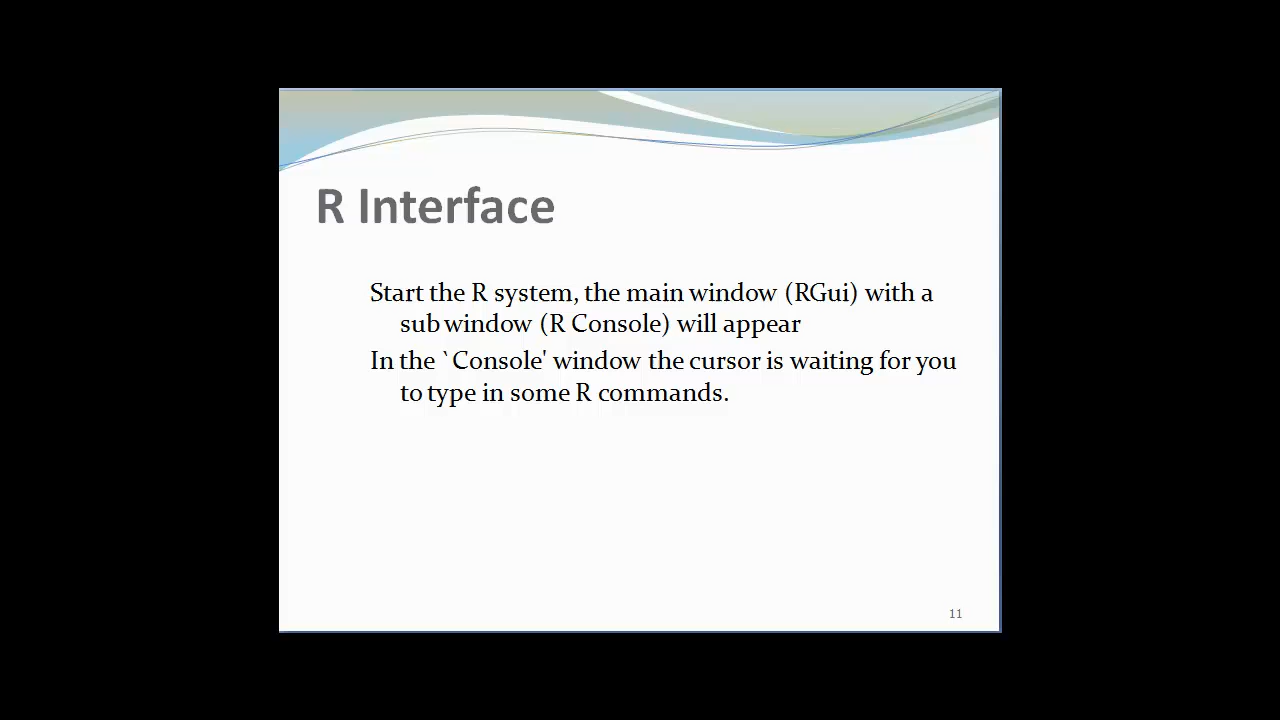 R Interface
Start the R system, the main window (RGui) with a
sub window (R Console) will appear
In the `Console' window the cursor is waiting for you
to type in some R commands.
11